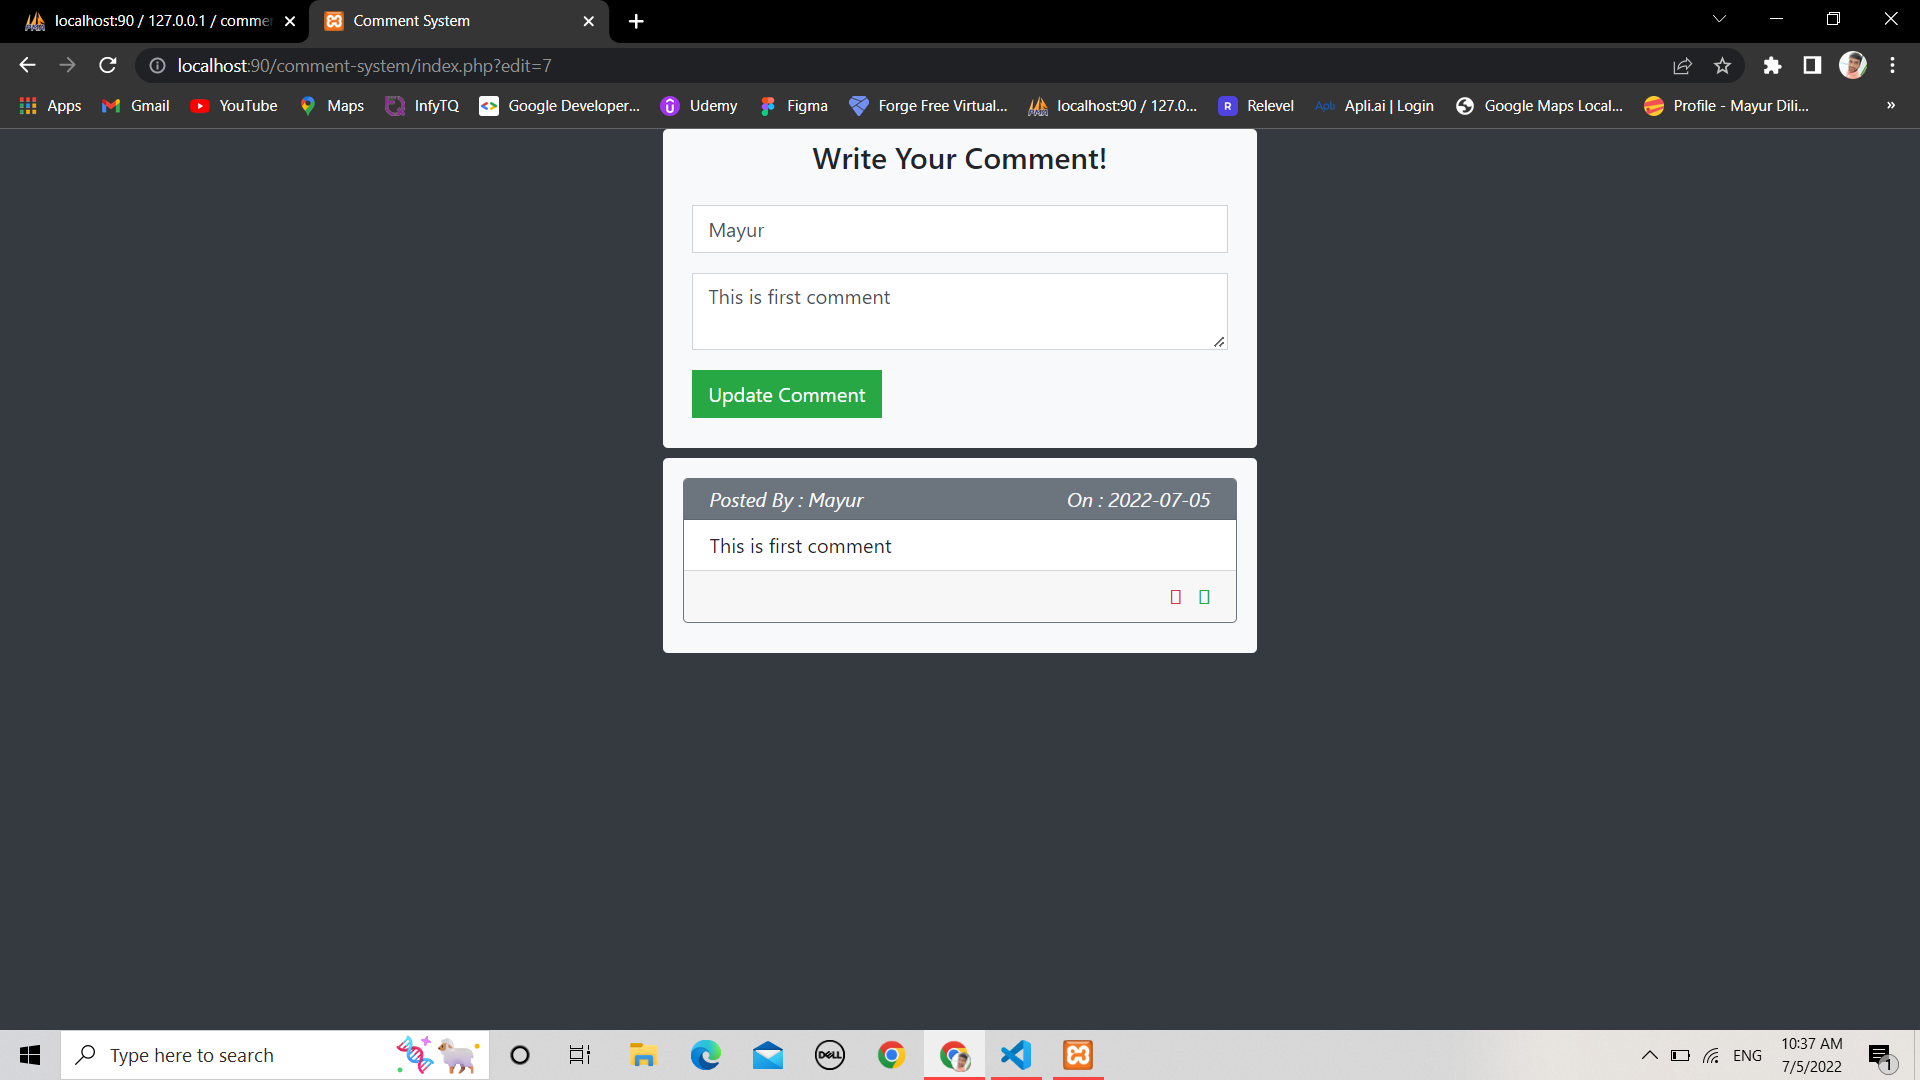 localhost:90 / 127.0.0.1 / comme
Comment System
localhost:90/comment-system/index.php?edit=7
Apps
Gmail
YouTube
Maps
InfyTQ
Google Developer...
Udemy
Figma
Forge Free Virtual...
localhost:90 / 127.0...
Relevel
Apli.ai | Login
Google Maps Local...
Profile - Mayur Dili...
»
Write Your Comment!
Mayur
This is first comment
Update Comment
Posted By : Mayur
On : 2022-07-05
This is first comment
Type here to search
DELL
ENG
10:37 AM
7/5/2022
1